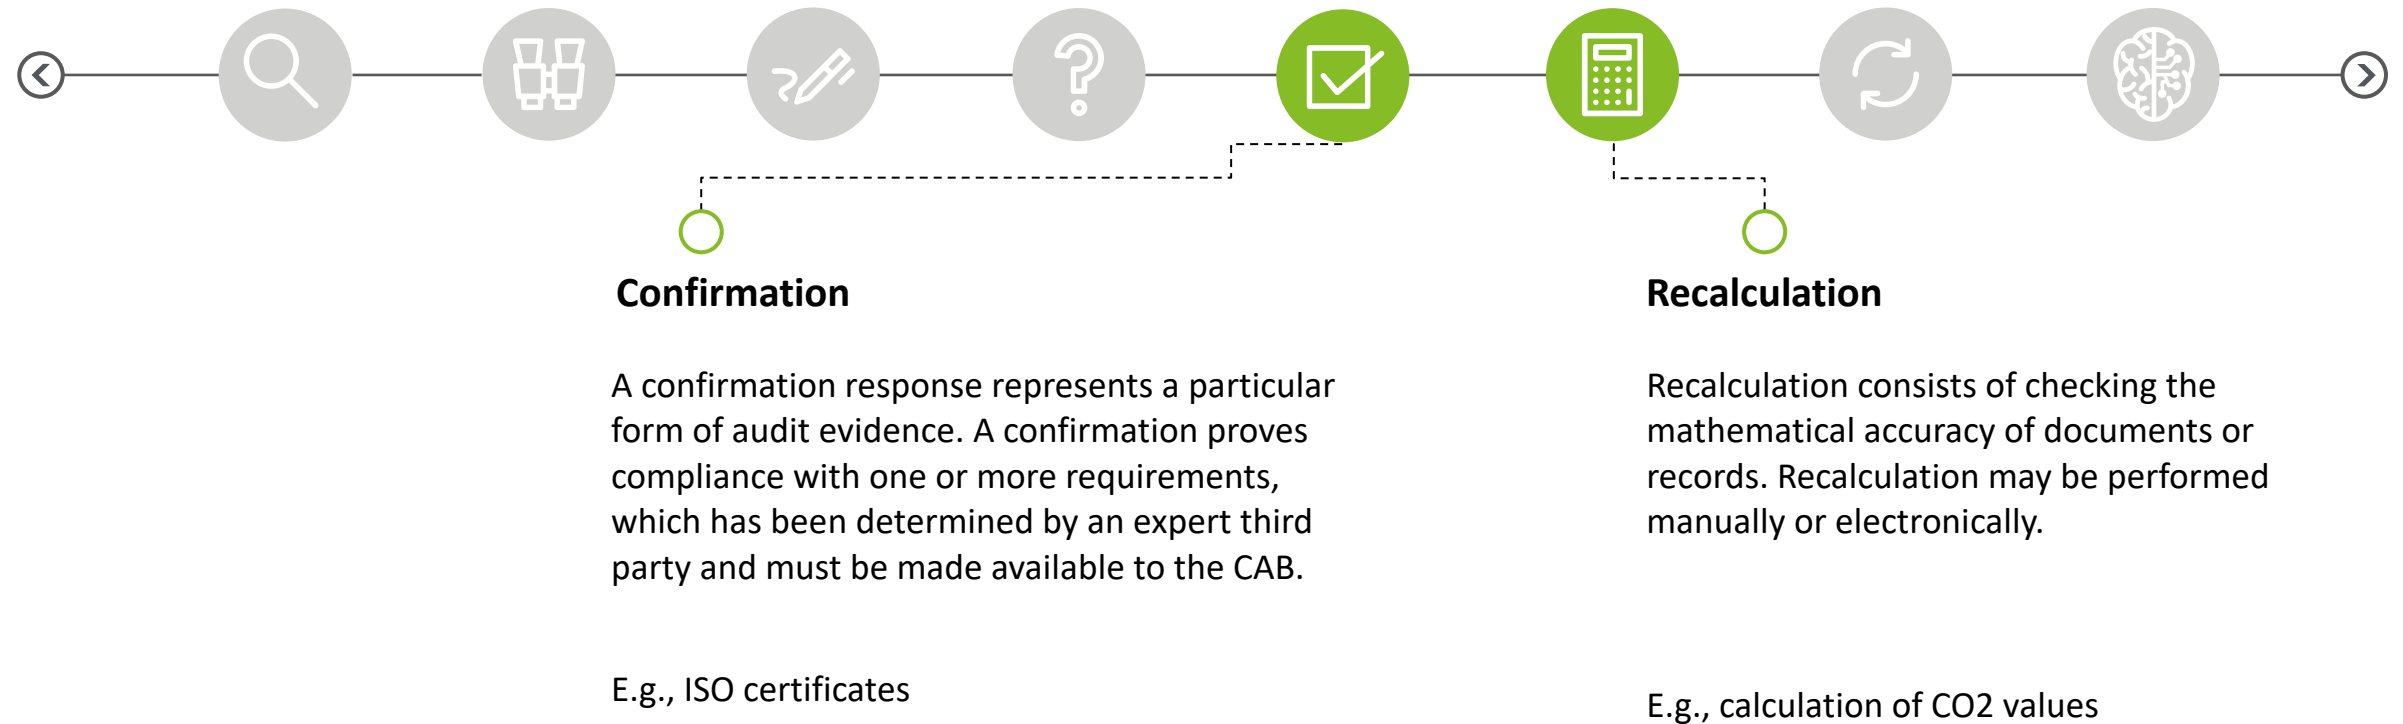 Confirmation
A confirmation response represents a particular
form of audit evidence. A confirmation proves
compliance with one or more requirements,
which has been determined by an expert third
party and must be made available to the CAB.
E.g., ISO certificates
Recalculation
Recalculation consists of checking the
mathematical accuracy of documents or
records. Recalculation may be performed
manually or electronically.
E.g., calculation of CO2 values